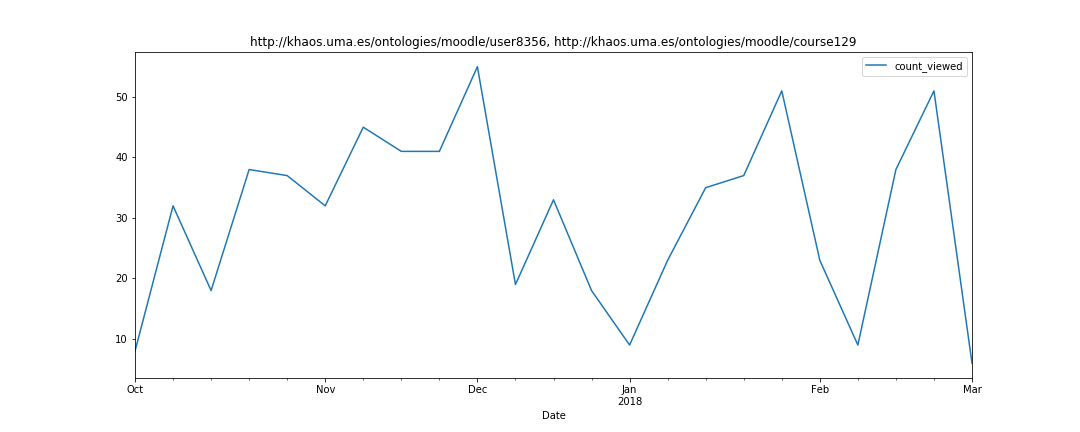 http://khaos.uma.es/ontologies/moodle/user8356, http://khaos.uma.es/ontologies/moodle/course129
count_viewed
50
40
30
20
10
Oct Nov Dec Jan Feb Mar
2018
Date